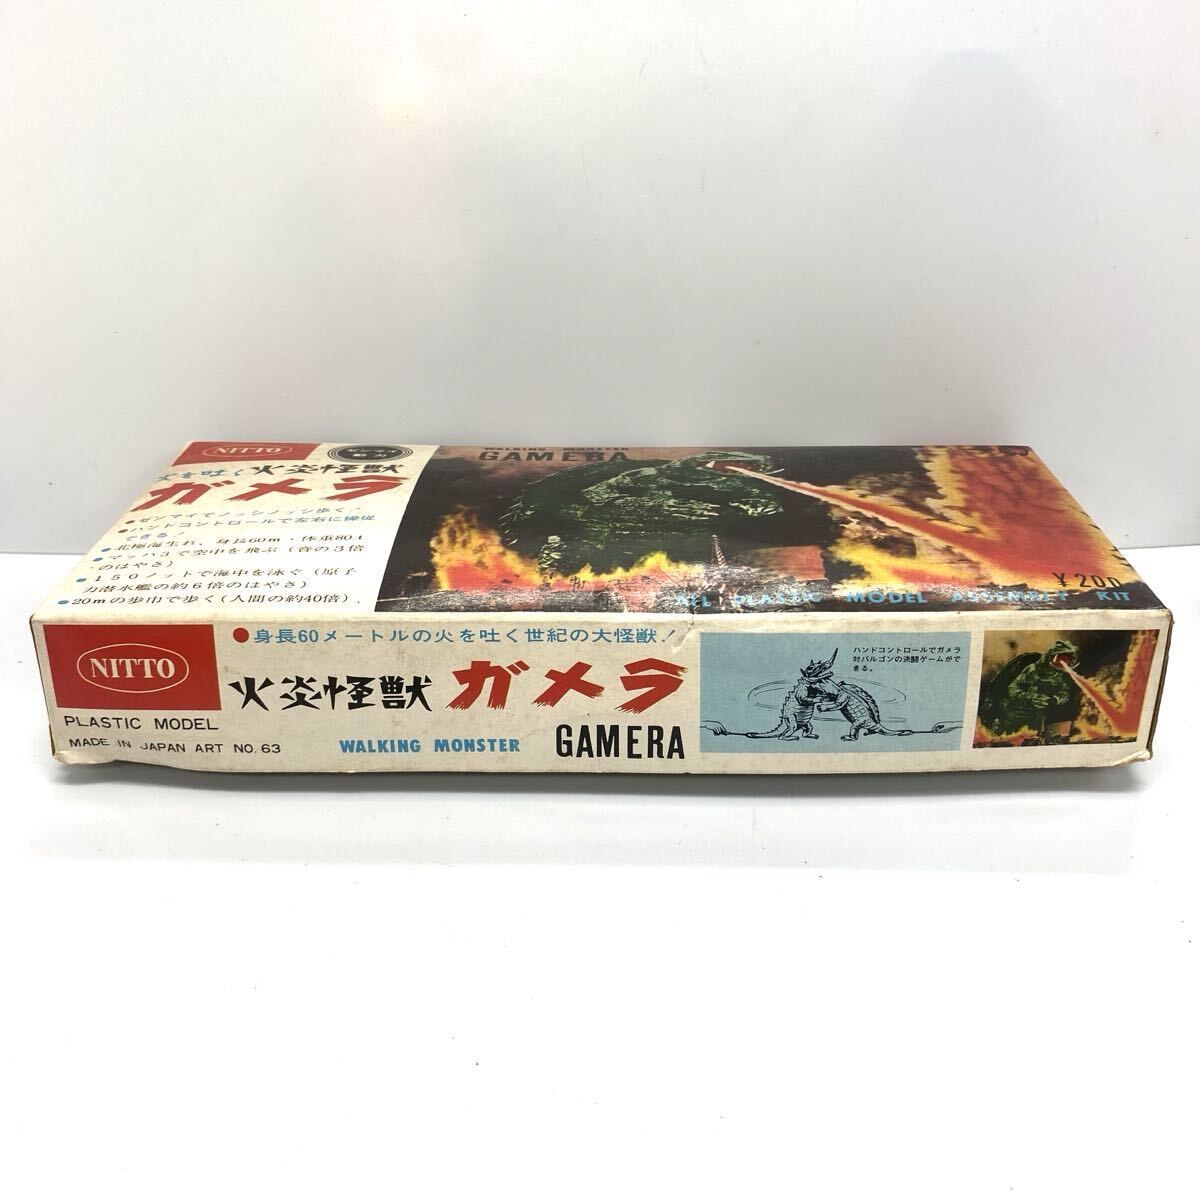 NITTO
火を吐く火炎怪獣
ガメラ
●ゼンマイでノッシノッシ歩く！
●ハンドコントロールで左右に操従
できる。
●北極海生れ、身長60m・体重80t
●マッハ3で空中を飛ぶ(音の3倍
のはやさ)
●150ノットで海中を泳ぐ(原子
力潜水艦の約6倍のはやさ)
●20mの歩巾で歩く(人間の約40倍).
WALKING MONSTER
GAMERA
¥200
ALL PLASTIC MODEL ASSEMBLY KIT
NITTO
PLASTIC MODEL
MADE IN JAPAN ART NO. 63
●身長60メートルの火を吐く世紀の大怪獣！
火炎怪獣 ガメラ
WALKING MONSTER GAMERA
ハンドコントロールでガメラ
対バルゴンの決闘ゲームがで
きる。